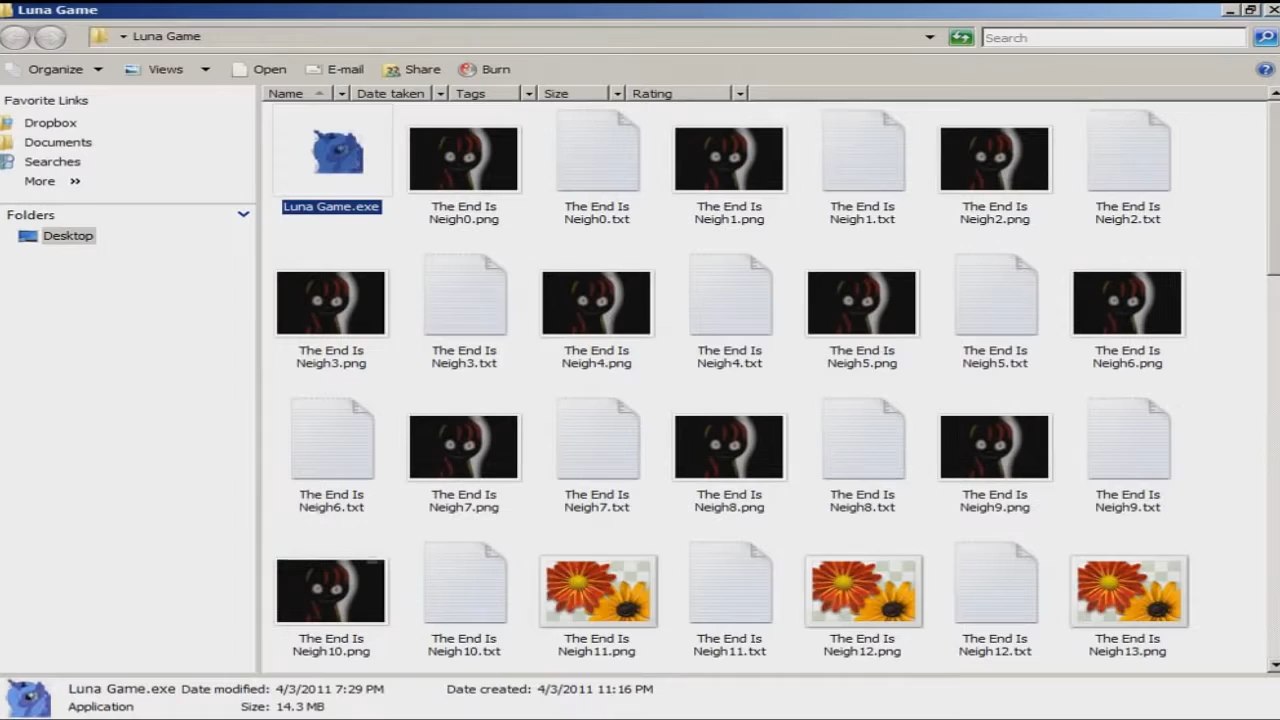 Luna Game
Luna Game
Search
Organize Views Open E-mail Share Burn
Favorite Links
Dropbox
Documents
Searches
More »
Folders
Desktop
Name Date taken Tags Size Rating
Luna Game.exe
The End Is
Neigh0.png
The End Is
Neigh0.txt
The End Is
Neigh1.png
The End Is
Neigh1.txt
The End Is
Neigh2.png
The End Is
Neigh2.txt
The End Is
Neigh3.png
The End Is
Neigh3.txt
The End Is
Neigh4.png
The End Is
Neigh4.txt
The End Is
Neigh5.png
The End Is
Neigh5.txt
The End Is
Neigh6.png
The End Is
Neigh6.txt
The End Is
Neigh7.png
The End Is
Neigh7.txt
The End Is
Neigh8.png
The End Is
Neigh8.txt
The End Is
Neigh9.png
The End Is
Neigh9.txt
The End Is
Neigh10.png
The End Is
Neigh10.txt
The End Is
Neigh11.png
The End Is
Neigh11.txt
The End Is
Neigh12.png
The End Is
Neigh12.txt
The End Is
Neigh13.png
Luna Game.exe Date modified: 4/3/2011 7:29 PM Date created: 4/3/2011 11:16 PM
Application Size: 14.3 MB